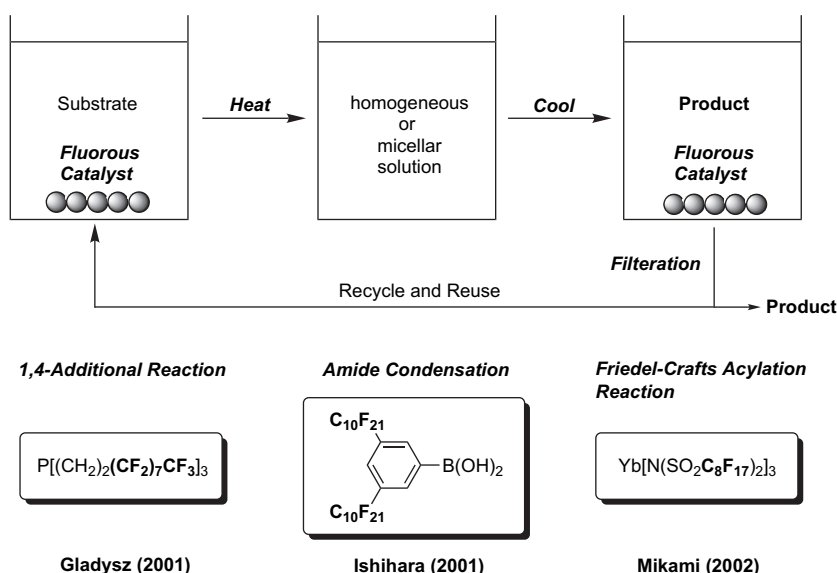 Substrate
Fluorous
Catalyst
Heat
homogeneous
or
micellar
solution
Cool
Product
Fluorous
Catalyst
Filteration
Recycle and Reuse
Product
1,4-Additional Reaction
Amide Condensation
Friedel-Crafts Acylation
Reaction
P[(CH₂)₂(CF₂)₇CF₃]₃
C₁₀F₂₁
B(OH)₂
C₁₀F₂₁
Yb[N(SO₂C₈F₁₇)₂]₃
Gladysz (2001)
Ishihara (2001)
Mikami (2002)